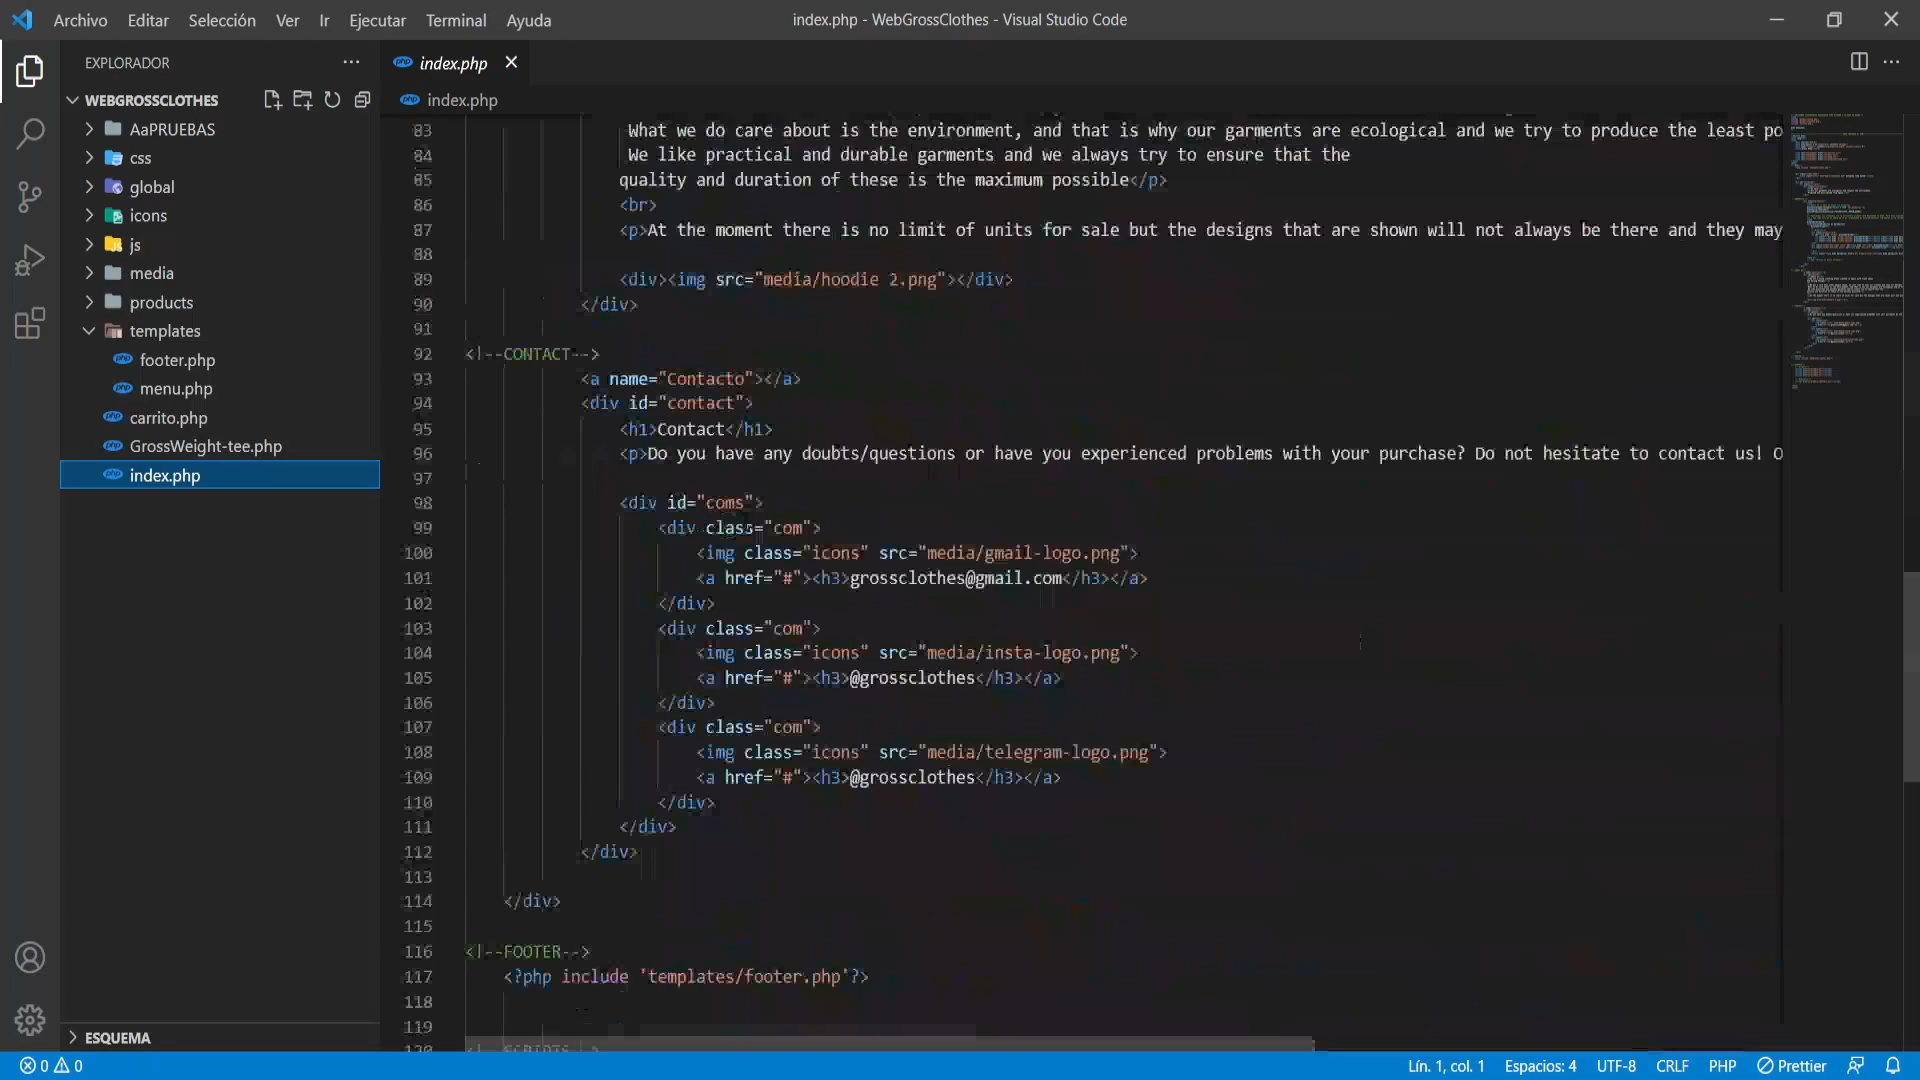 Archivo Editar Selección Ver Ir Ejecutar Terminal Ayuda
index.php - WebGrossClothes - Visual Studio Code
EXPLORADOR
WEBGROSSCLOTHES
AaPRUEBAS
css
global
icons
js
media
products
templates
footer.php
menu.php
carrito.php
GrossWeight-tee.php
index.php
ESQUEMA
index.php
index.php
83 What we do care about is the environment, and that is why our garments are ecological and we try to produce the least po
84 We like practical and durable garments and we always try to ensure that the
85 quality and duration of these is the maximum possible</p>
86 <br>
87 <p>At the moment there is no limit of units for sale but the designs that are shown will not always be there and they may
88
89 <div><img src="media/hoodie 2.png"></div>
90 </div>
91
92 <!--CONTACT-->
93 <a name="Contacto"></a>
94 <div id="contact">
95 <h1>Contact</h1>
96 <p>Do you have any doubts/questions or have you experienced problems with your purchase? Do not hesitate to contact us! O
97
98 <div id="coms">
99 <div class="com">
100 <img class="icons" src="media/gmail-logo.png">
101 <a href="#"><h3>grossclothes@gmail.com</h3></a>
102 </div>
103 <div class="com">
104 <img class="icons" src="media/insta-logo.png">
105 <a href="#"><h3>@grossclothes</h3></a>
106 </div>
107 <div class="com">
108 <img class="icons" src="media/telegram-logo.png">
109 <a href="#"><h3>@grossclothes</h3></a>
110 </div>
111 </div>
112 </div>
113
114 </div>
115
116 <!--FOOTER-->
117 <?php include 'templates/footer.php'?>
118
119
120 <!--SCRIPTS-->
0 0
Lín. 1, col. 1 Espacios: 4 UTF-8 CRLF PHP Prettier